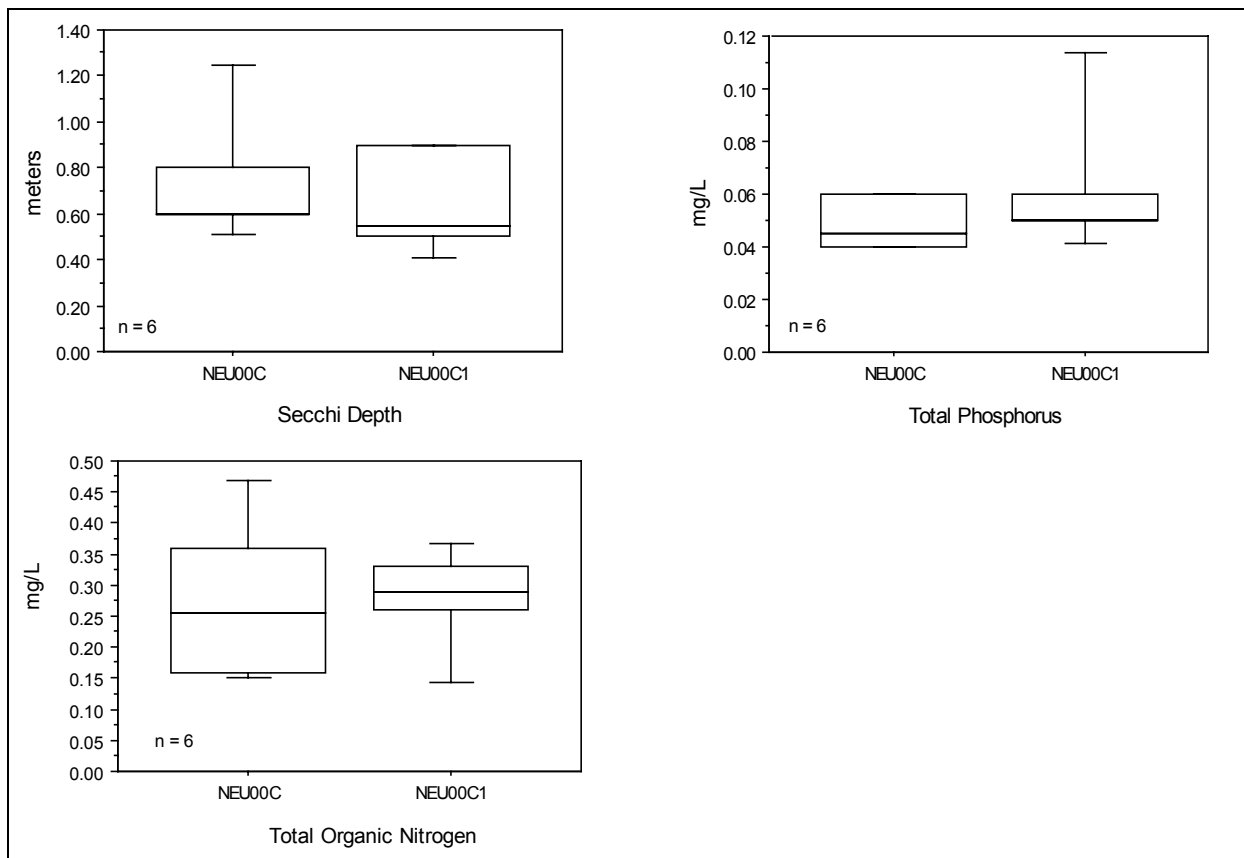 1.40
1.20
1.00
0.80
0.60
0.40
0.20
0.00
meters
n = 6
NEU00C NEU00C1
Secchi Depth
0.12
0.10
0.08
0.06
0.04
0.02
0.00
mg/L
n = 6
NEU00C NEU00C1
Total Phosphorus
0.50
0.45
0.40
0.35
0.30
0.25
0.20
0.15
0.10
0.05
0.00
mg/L
n = 6
NEU00C NEU00C1
Total Organic Nitrogen